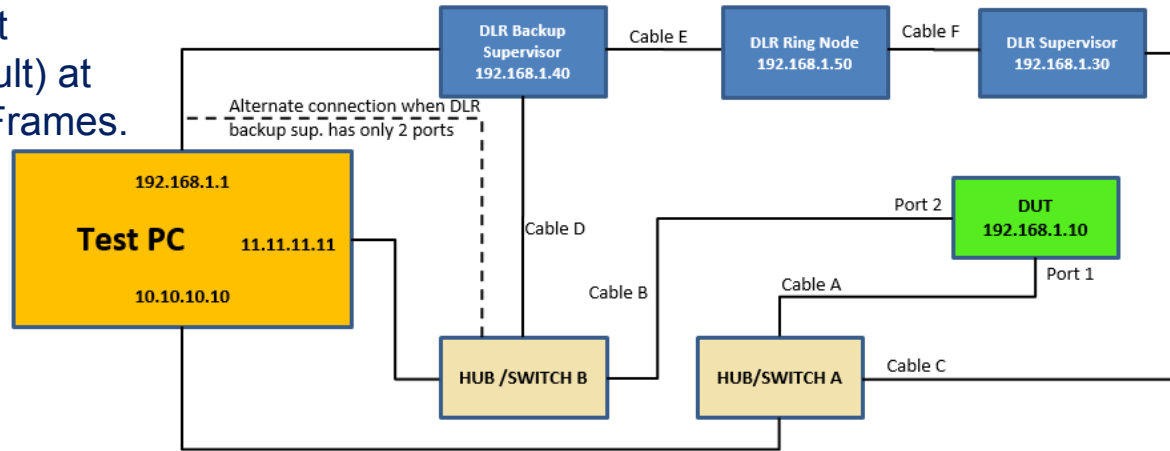 t
ult) at
Frames.
DLR Backup
Supervisor
192.168.1.40
Cable E
DLR Ring Node
192.168.1.50
Cable F
DLR Supervisor
192.168.1.30
Alternate connection when DLR
backup sup. has only 2 ports
192.168.1.1
Test PC
11.11.11.11
10.10.10.10
Cable D
Port 2
DUT
192.168.1.10
Port 1
Cable B
Cable A
HUB /SWITCH B
HUB/SWITCH A
Cable C